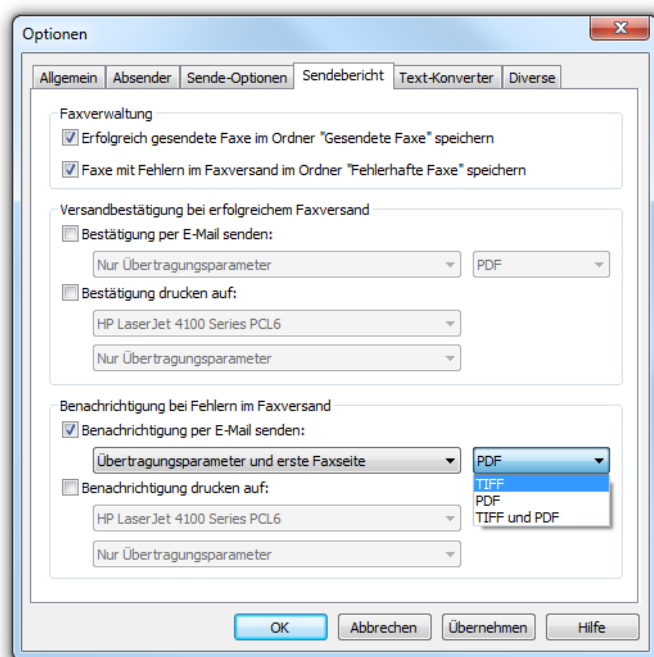 Optionen
Allgemein Absender Sende-Optionen Sendebericht Text-Konverter Diverse
Faxverwaltung
Erfolgreich gesendete Faxe im Ordner "Gesendete Faxe" speichern
Faxe mit Fehlern im Faxversand im Ordner "Fehlerhafte Faxe" speichern
Versandbestätigung bei erfolgreichem Faxversand
Bestätigung per E-Mail senden:
Nur Übertragungsparameter PDF
Bestätigung drucken auf:
HP LaserJet 4100 Series PCL6
Nur Übertragungsparameter
Benachrichtigung bei Fehlern im Faxversand
Benachrichtigung per E-Mail senden:
Übertragungsparameter und erste Faxseite PDF
TIFF
Benachrichtigung drucken auf:
PDF
HP LaserJet 4100 Series PCL6 TIFF und PDF
Nur Übertragungsparameter
OK Abbrechen Übernehmen Hilfe